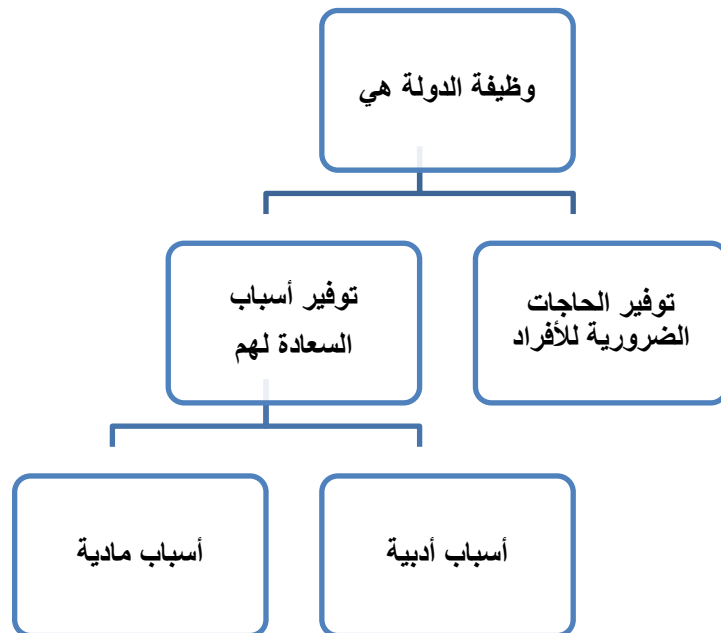 وظيفة الدولة هي
توفير الحاجات
الضرورية للأفراد
توفير أسباب
السعادة لهم
أسباب أدبية
أسباب مادية